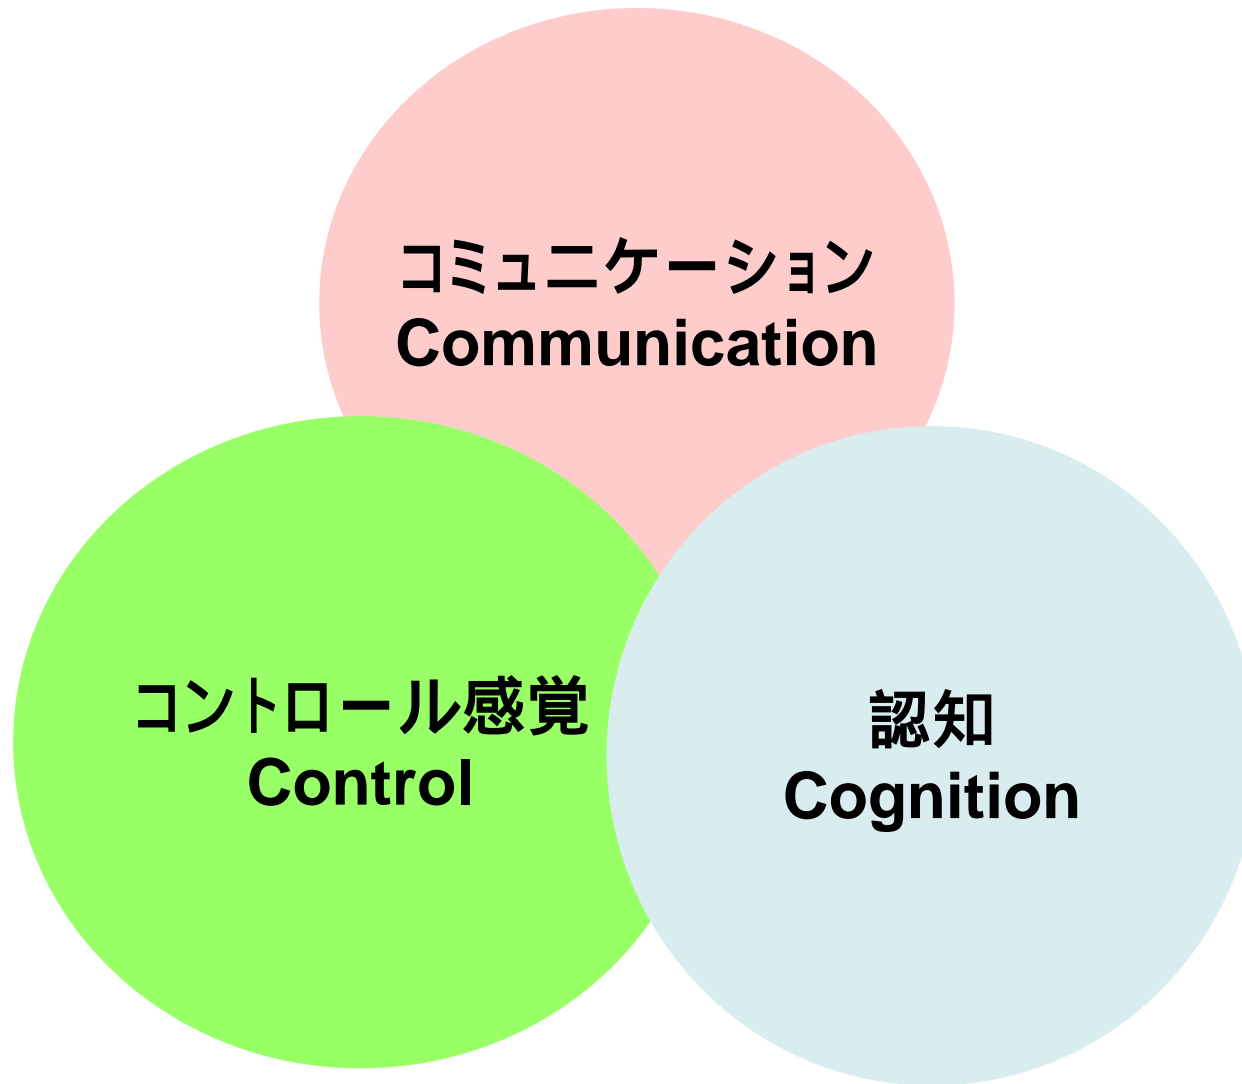 コミュニケーション
Communication
コントロール感覚
Control
認知
Cognition